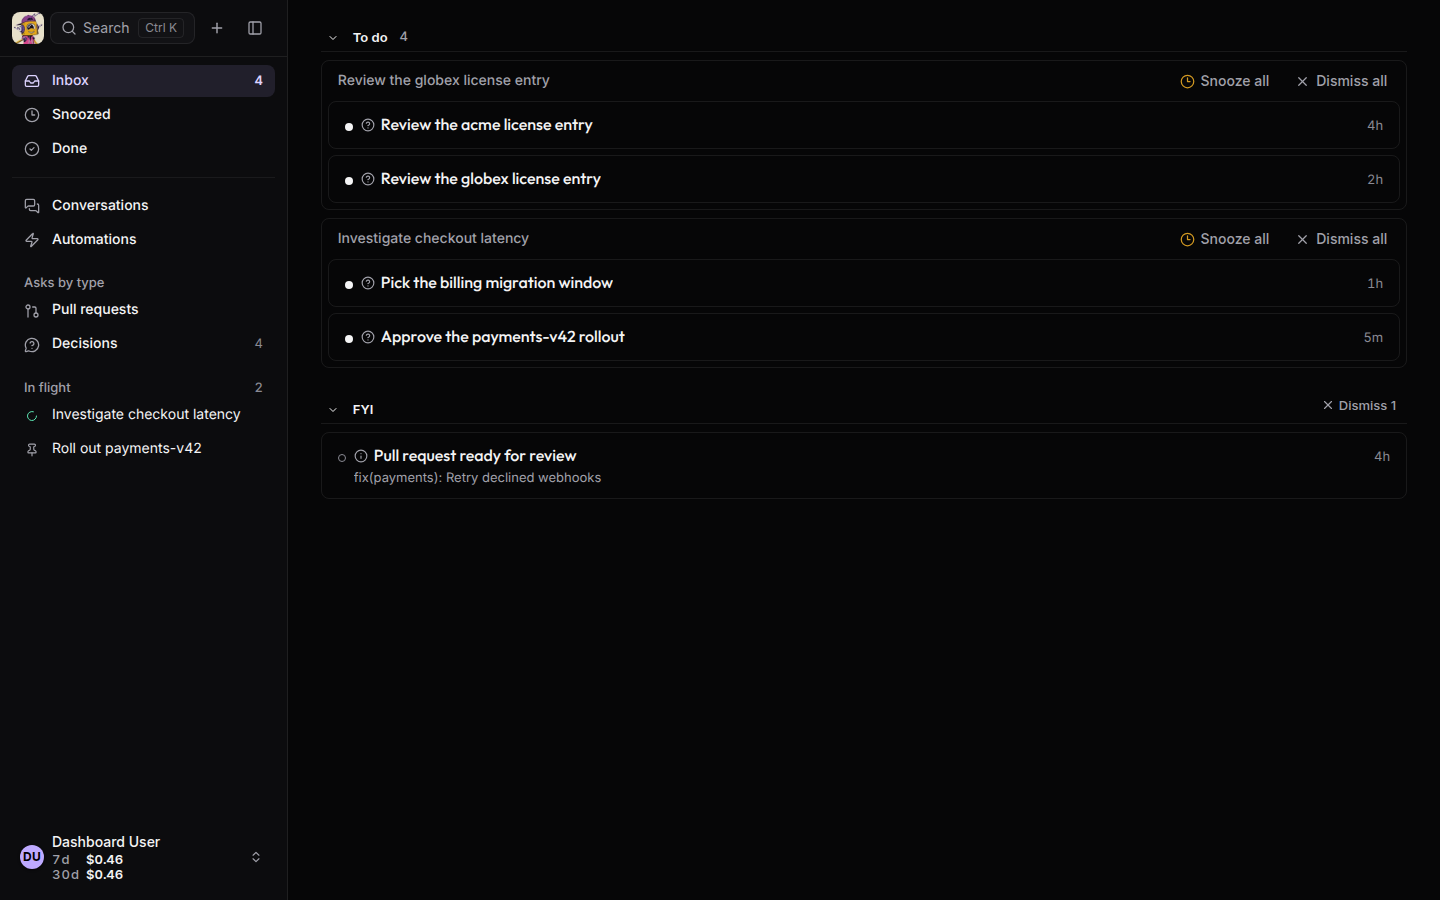 Search Ctrl K
Inbox 4
Snoozed
Done
Conversations
Automations
Asks by type
Pull requests
Decisions 4
In flight 2
Investigate checkout latency
Roll out payments-v42
DU Dashboard User
7d $0.46
30d $0.46
To do 4
Review the globex license entry Snooze all Dismiss all
Review the acme license entry 4h
Review the globex license entry 2h
Investigate checkout latency Snooze all Dismiss all
Pick the billing migration window 1h
Approve the payments-v42 rollout 5m
FYI Dismiss 1
Pull request ready for review 4h
fix(payments): Retry declined webhooks